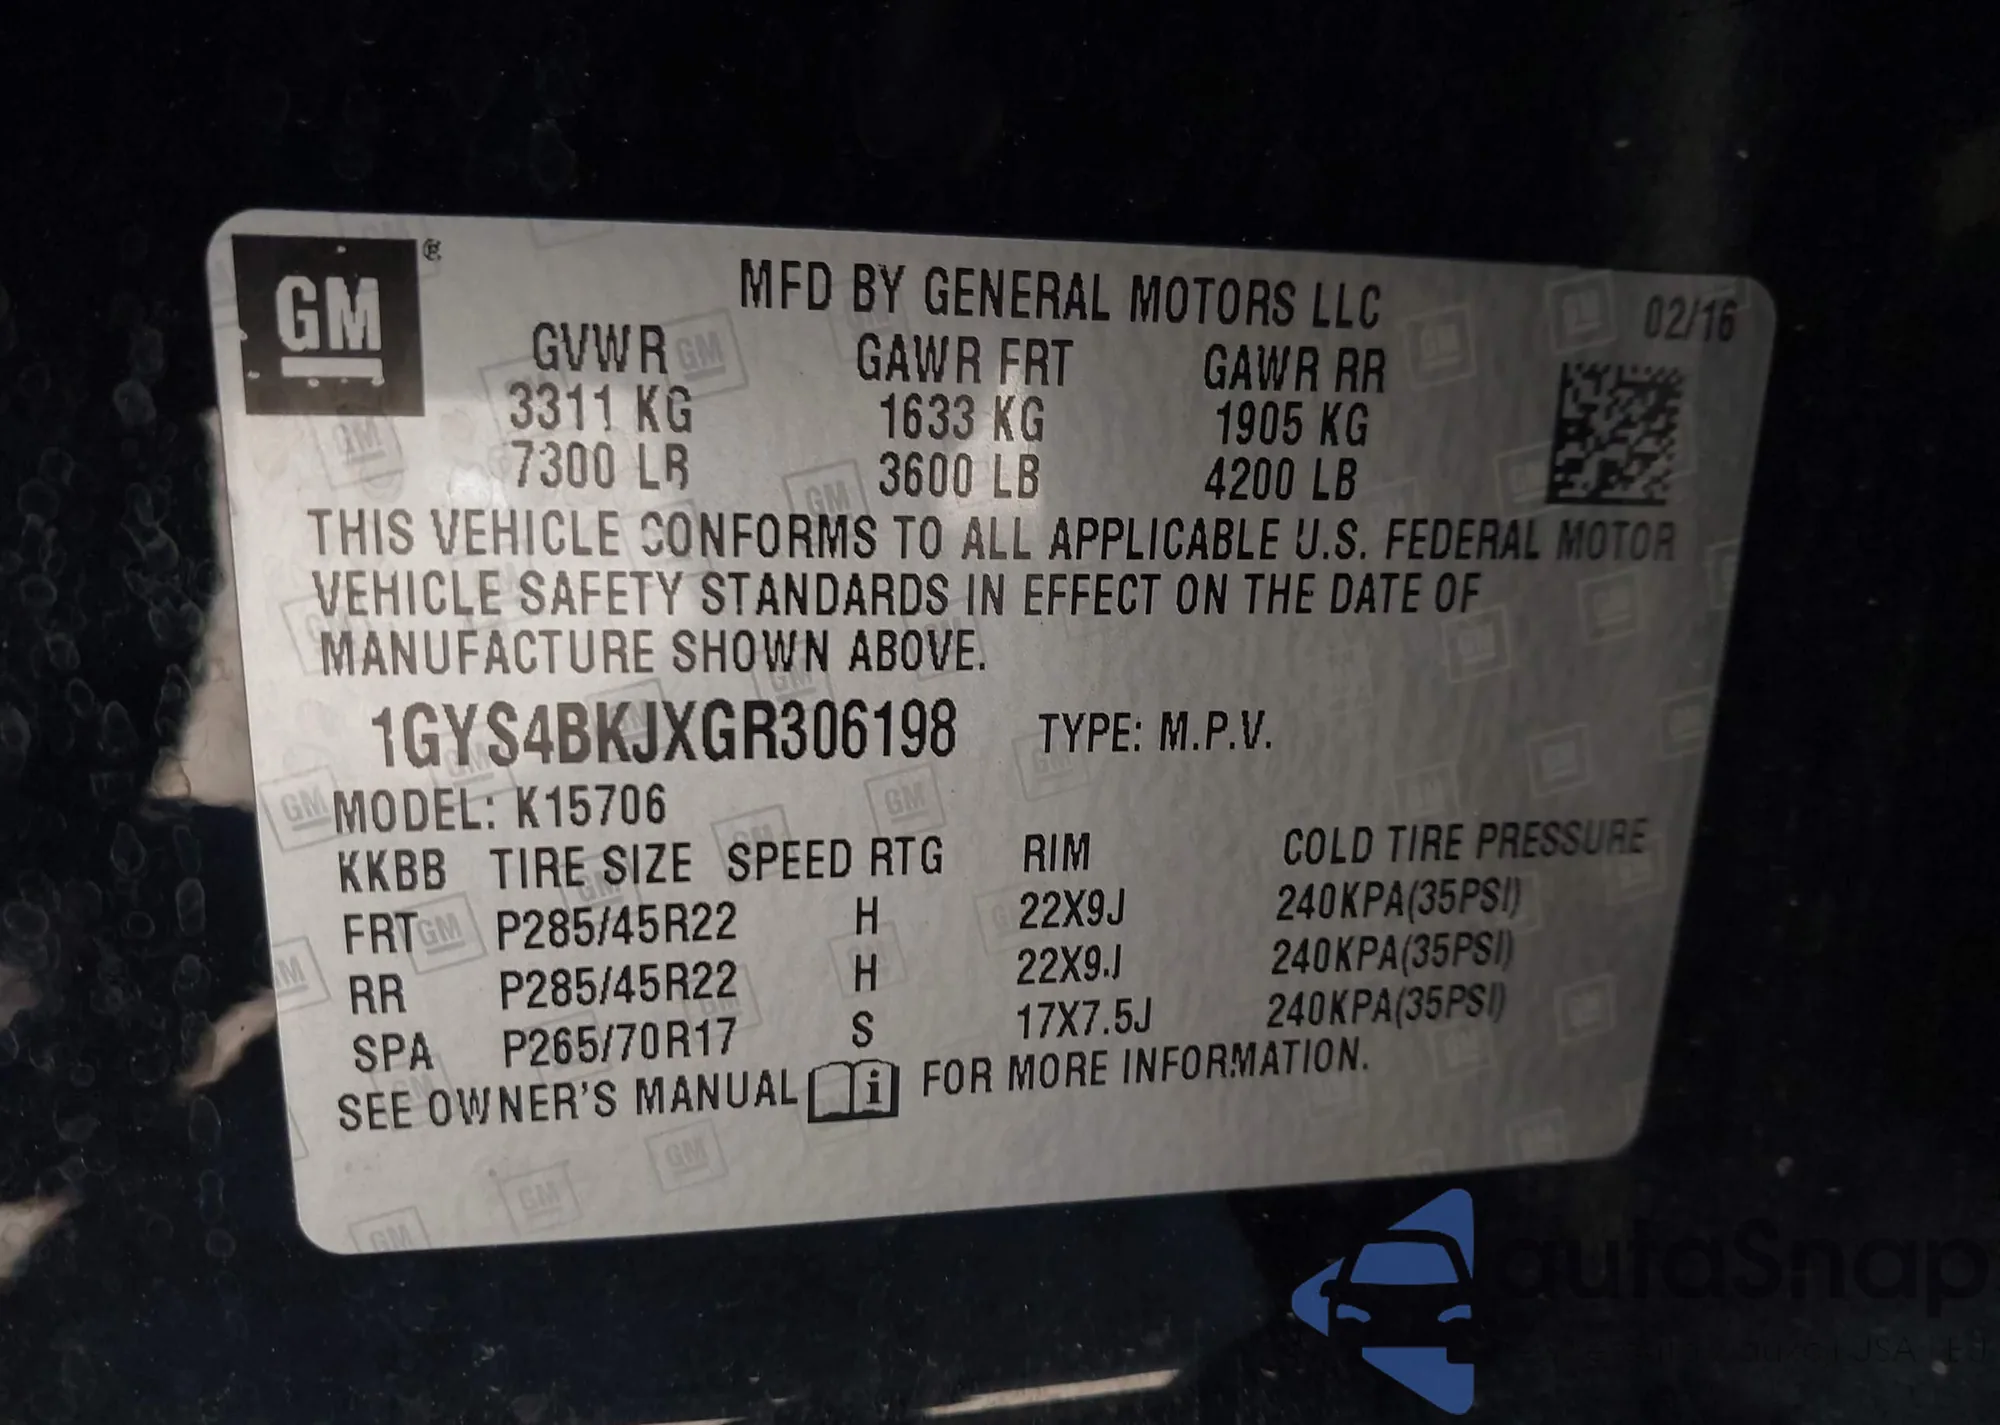 GM ®
MFD BY GENERAL MOTORS LLC
02/16
GVWR GAWR FRT GAWR RR
3311 KG 1633 KG 1905 KG
7300 LB 3600 LB 4200 LB
THIS VEHICLE CONFORMS TO ALL APPLICABLE U.S. FEDERAL MOTOR
VEHICLE SAFETY STANDARDS IN EFFECT ON THE DATE OF
MANUFACTURE SHOWN ABOVE.
1GYS4BKJXGR306198 TYPE: M.P.V.
MODEL: K15706
KKBB TIRE SIZE SPEED RTG RIM COLD TIRE PRESSURE
FRT P285/45R22 H 22X9J 240KPA(35PSI)
RR P285/45R22 H 22X9J 240KPA(35PSI)
SPA P265/70R17 S 17X7.5J 240KPA(35PSI)
SEE OWNER'S MANUAL i FOR MORE INFORMATION.
autoSnap